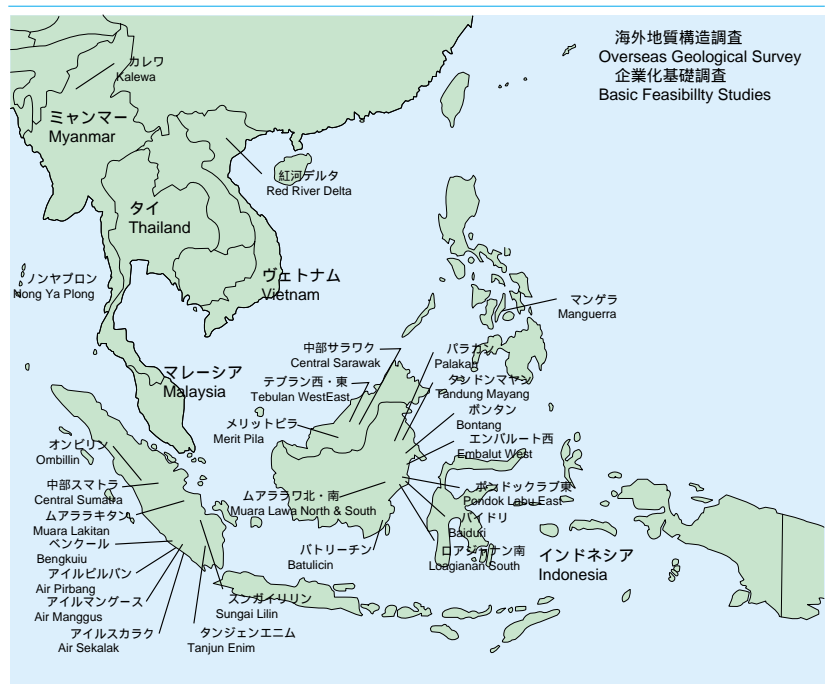 海外地質構造調査
Overseas Geological Survey
企業化基礎調査
Basic Feasibillty Studies
カレワ
Kalewa
ミャンマー
Myanmar
紅河デルタ
Red River Delta
タイ
Thailand
ヴェトナム
Vietnam
ノンヤプロン
Nong Ya Plong
マンゲラ
Manguerra
中部サラワク
Central Sarawak
パラカン
Palakan
マレーシア
Malaysia
テブラン西・東
Tebulan WestEast
タンドンマヤン
Tandung Mayang
メリットピラ
Merit Pila
ボンタン
Bontang
オンビリン
Ombillin
エンバルート西
Embalut West
中部スマトラ
Central Sumatra
ムアララワ北・南
Muara Lawa North & South
ポンドックラブ東
Pondok Labu East
ムアララキタン
Muara Lakitan
バイドリ
Baiduri
ベンクール
Bengkuiu
バトリーチン
Batulicin
ロアジャナン南
Loagianan South
インドネシア
Indonesia
アイルピルバン
Air Pirbang
アイルマングース
Air Manggus
スンガイリリン
Sungai Lilin
アイルスカラク
Air Sekalak
タンジェンエニム
Tanjun Enim